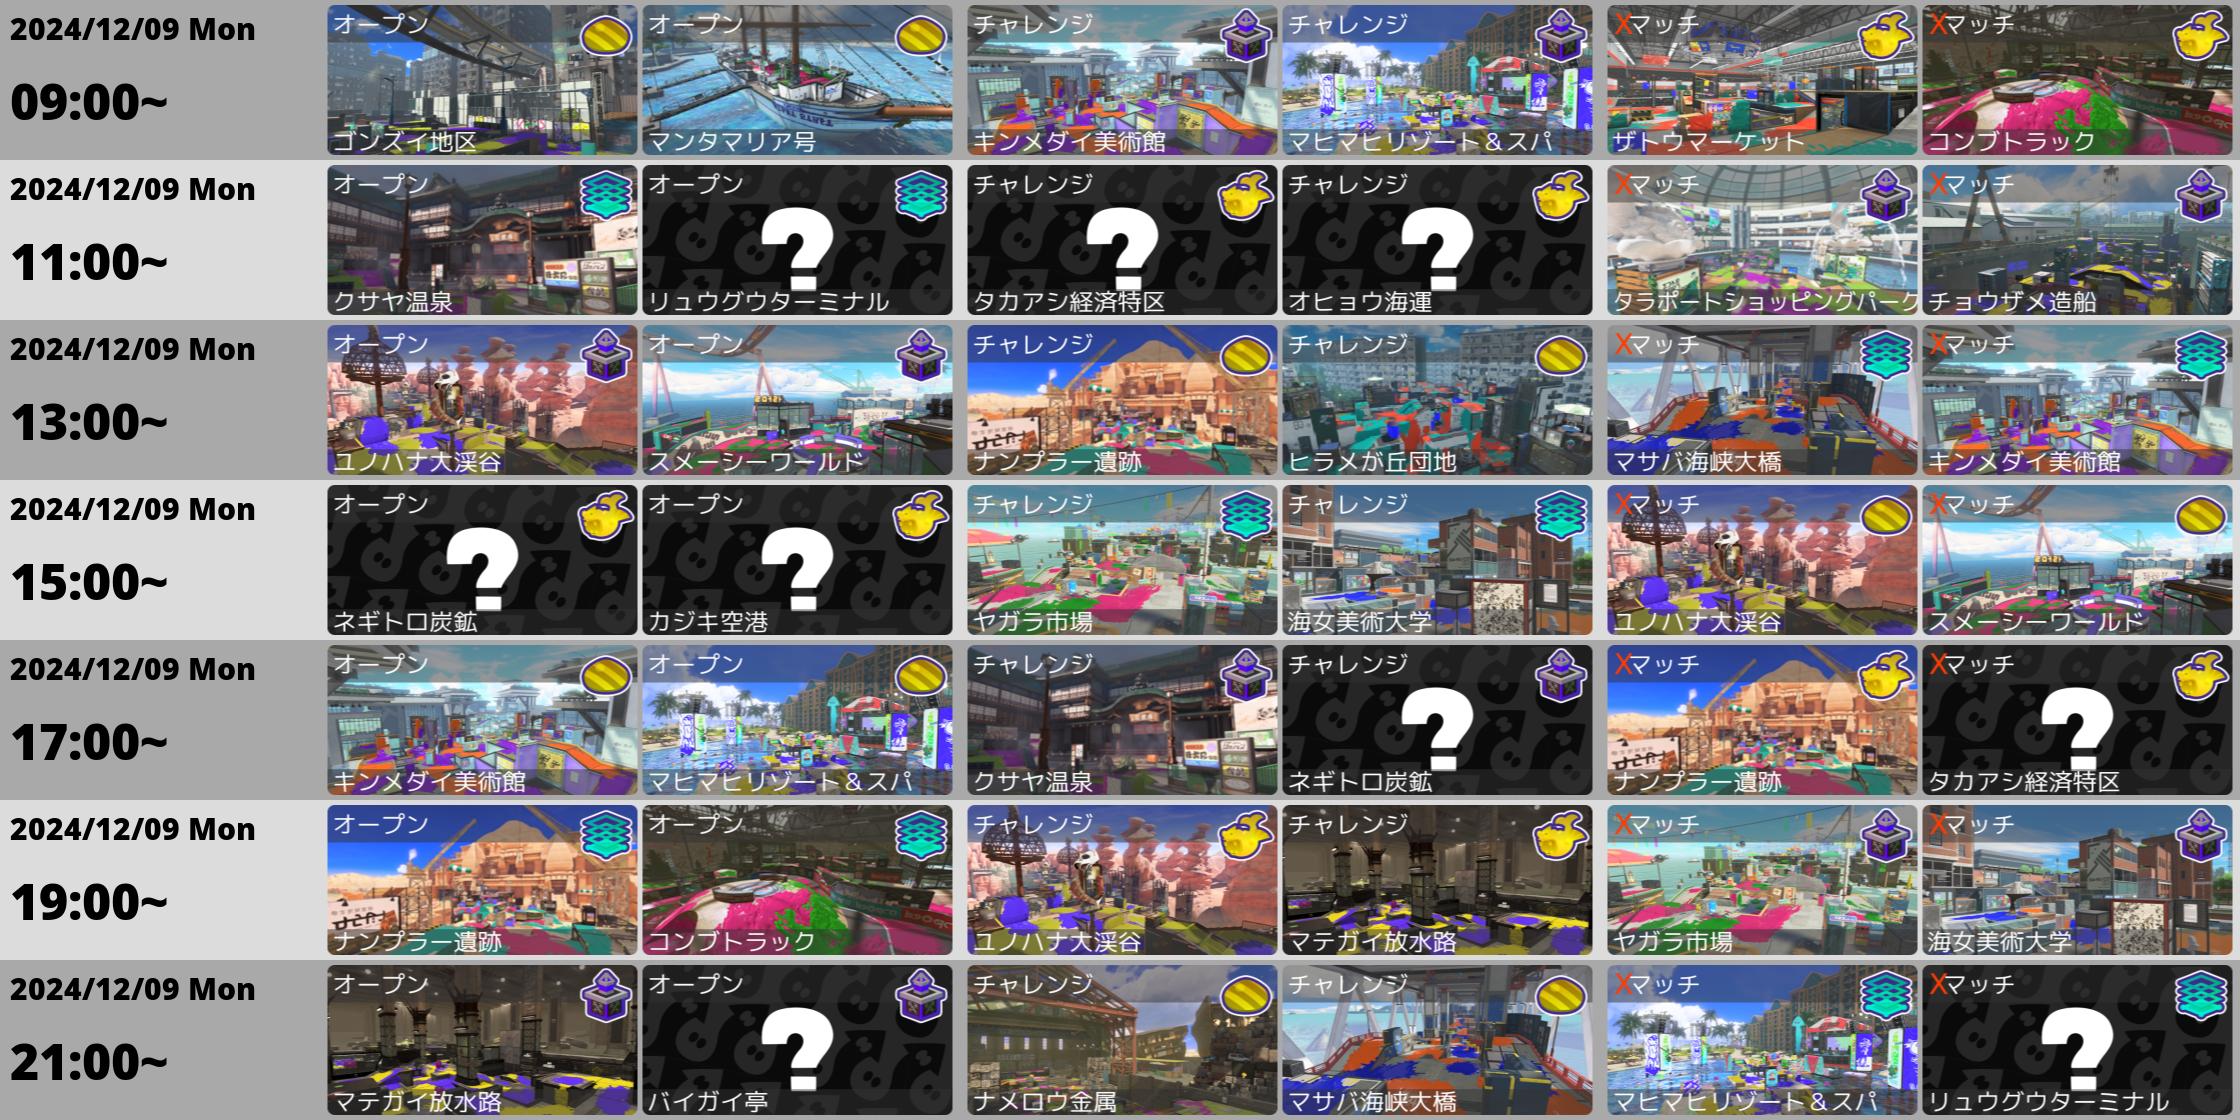 2024/12/09 Mon
09:00~
オープン
ゴンズイ地区
オープン
マンタマリア号
チャレンジ
キンメダイ美術館
チャレンジ
マヒマヒリゾート＆スパ
Xマッチ
ザトウマーケット
Xマッチ
コンブトラック
2024/12/09 Mon
11:00~
オープン
クサヤ温泉
オープン
?
リュウグウターミナル
チャレンジ
?
タカアシ経済特区
チャレンジ
?
オヒョウ海運
Xマッチ
タラポートショッピングパーク
Xマッチ
チョウザメ造船
2024/12/09 Mon
13:00~
オープン
ユノハナ大渓谷
オープン
スメーシーワールド
チャレンジ
ナンプラー遺跡
チャレンジ
ヒラメが丘団地
Xマッチ
マサバ海峡大橋
Xマッチ
キンメダイ美術館
2024/12/09 Mon
15:00~
オープン
?
ネギトロ炭鉱
オープン
?
カジキ空港
チャレンジ
ヤガラ市場
チャレンジ
海女美術大学
Xマッチ
ユノハナ大渓谷
Xマッチ
スメーシーワールド
2024/12/09 Mon
17:00~
オープン
キンメダイ美術館
オープン
マヒマヒリゾート＆スパ
チャレンジ
クサヤ温泉
チャレンジ
?
ネギトロ炭鉱
Xマッチ
ナンプラー遺跡
Xマッチ
?
タカアシ経済特区
2024/12/09 Mon
19:00~
オープン
ナンプラー遺跡
オープン
コンブトラック
チャレンジ
ユノハナ大渓谷
チャレンジ
マテガイ放水路
Xマッチ
ヤガラ市場
Xマッチ
海女美術大学
2024/12/09 Mon
21:00~
オープン
マテガイ放水路
オープン
?
バイガイ亭
チャレンジ
ナメロウ金属
チャレンジ
マサバ海峡大橋
Xマッチ
マヒマヒリゾート＆スパ
Xマッチ
?
リュウグウターミナル